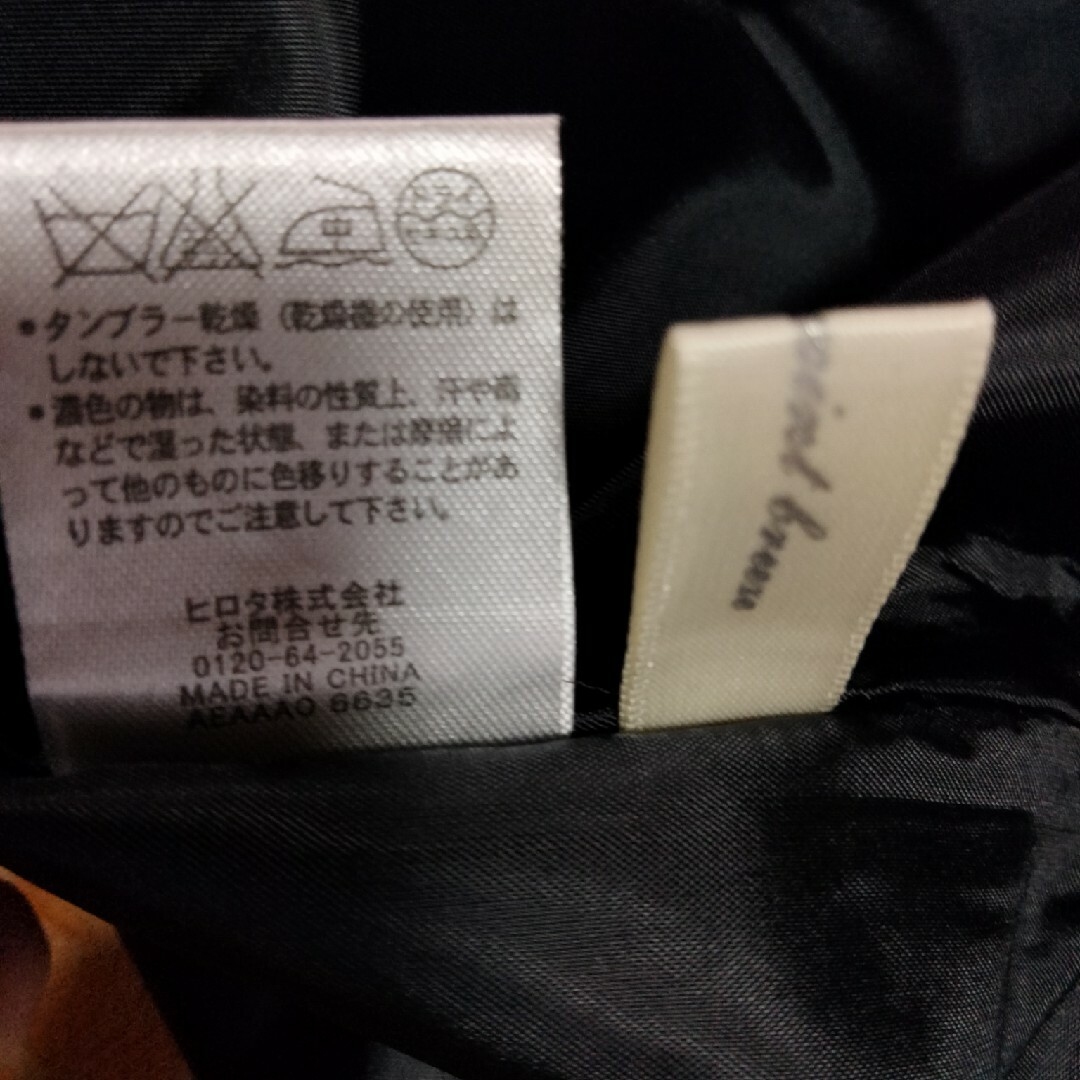 中
ドライ
・タンブラー乾燥（乾燥機の使用）は
しないで下さい。
・濃色の物は、染料の性質上、汗や雨
などで湿った状態、または摩擦によ
って他のものに色移りすることがあ
りますのでご注意して下さい。
ヒロタ株式会社
お問合せ先
0120-64-2055
MADE IN CHINA
AEAAAO 6635